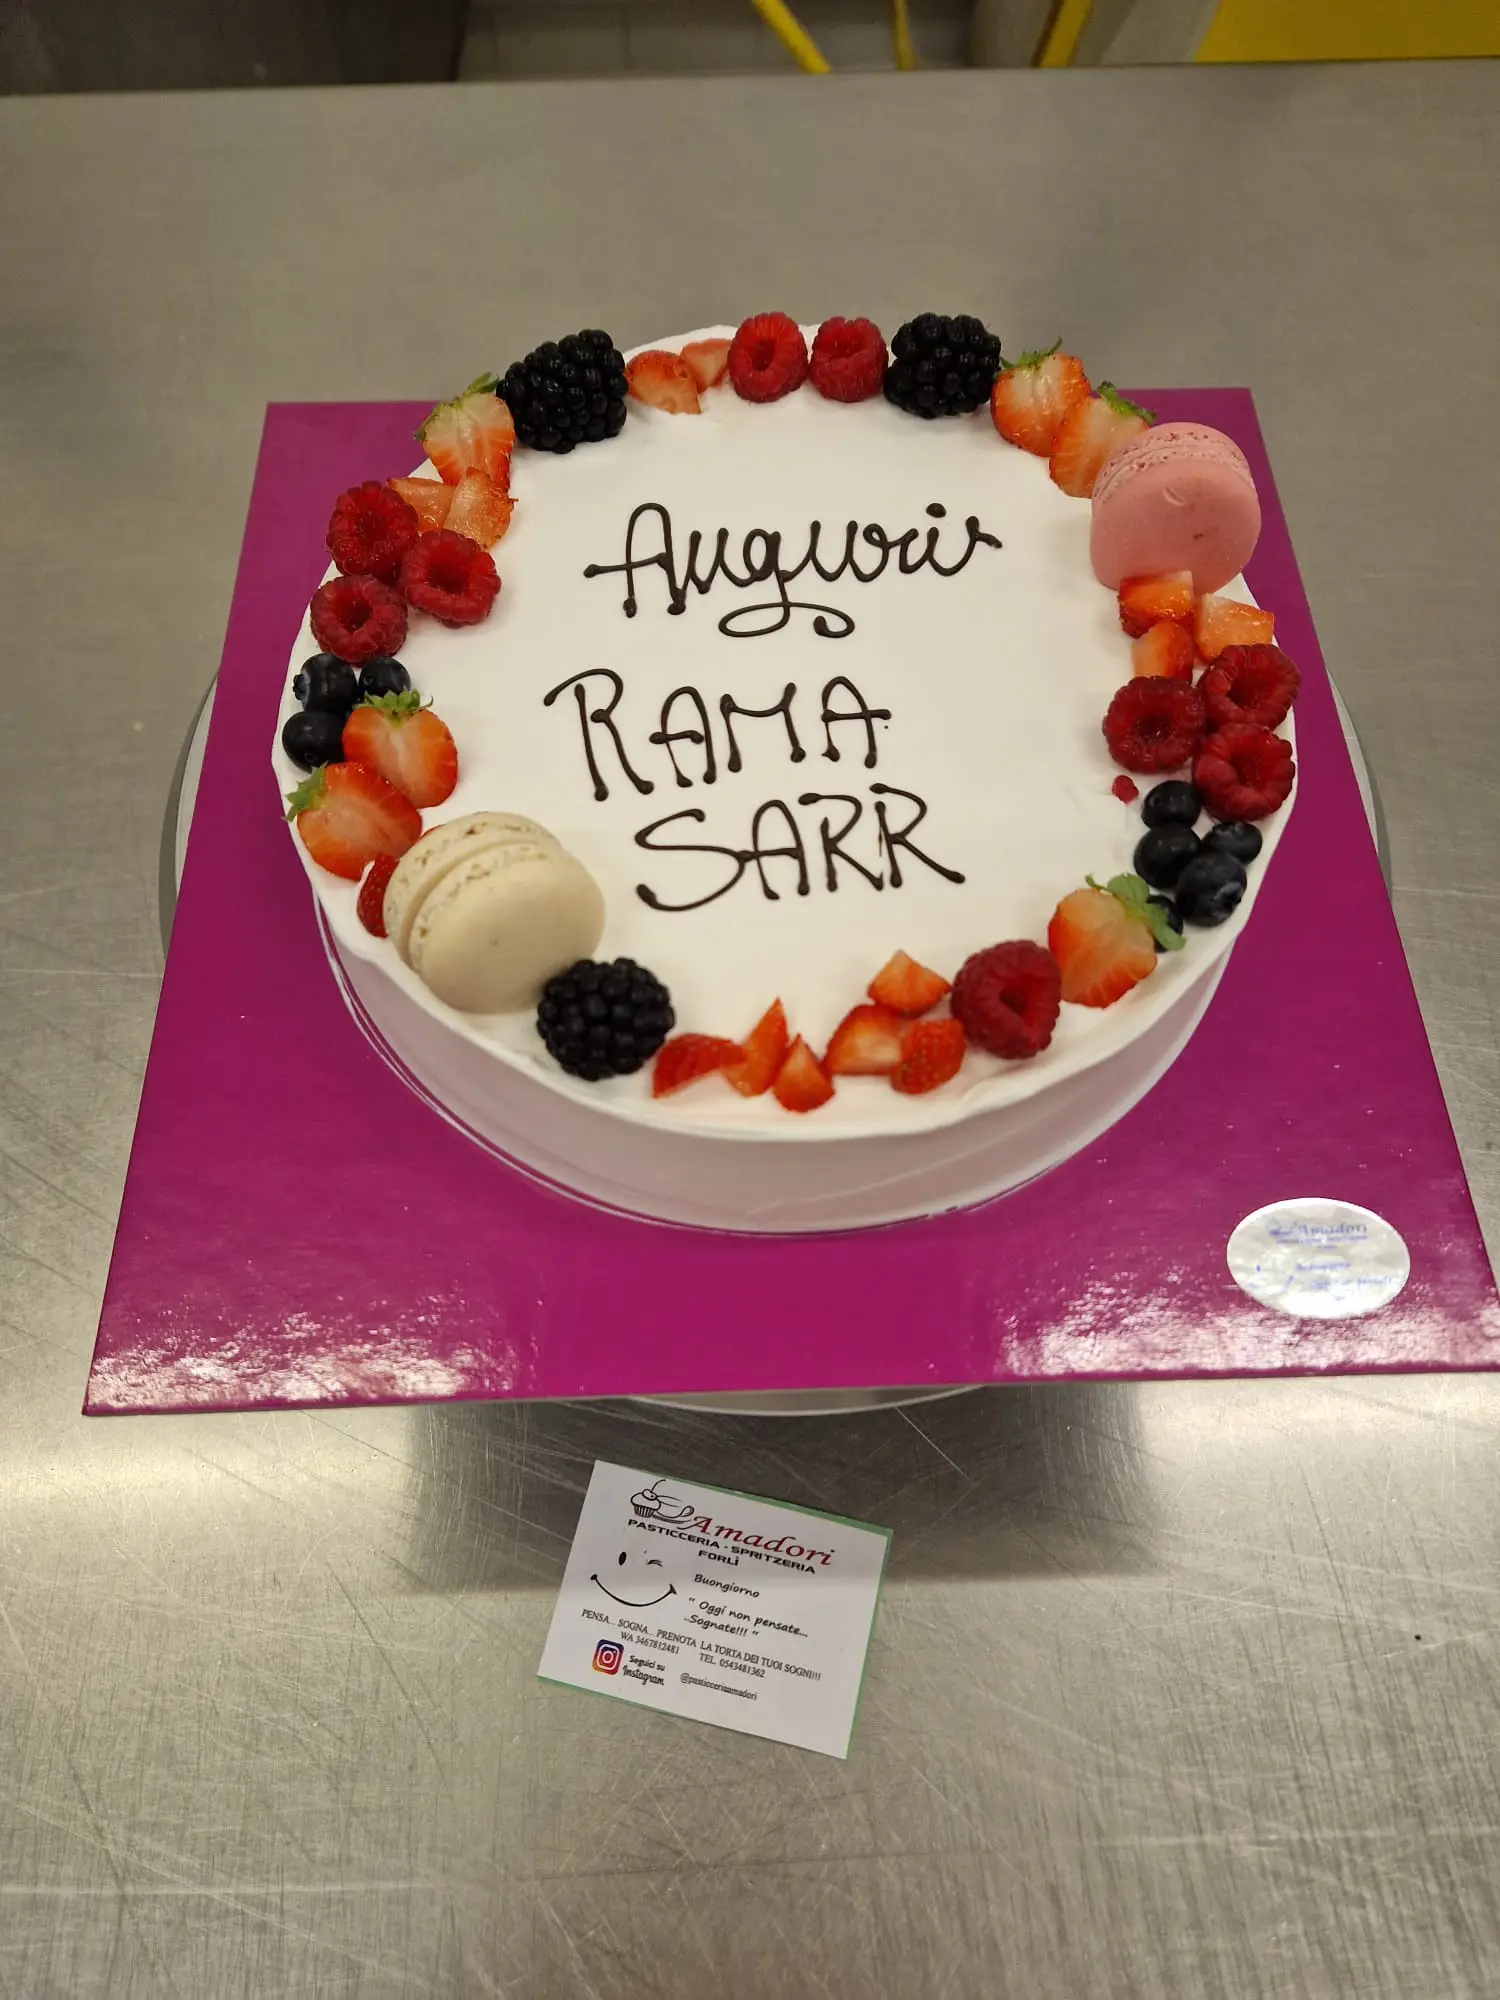 Auguri
RAMA
SARR
Amadori
Amadori
PASTICCERIA - SPRITZERIA
FORLÌ
Buongiorno
" Oggi non pensate...
..Sognate!!! "
PENSA... SOGNA... PRENOTA LA TORTA DEI TUOI SOGNI!!!
WA 3467812481 TEL. 0543481362
Seguici su
Instagram
@pasticceriaamadori